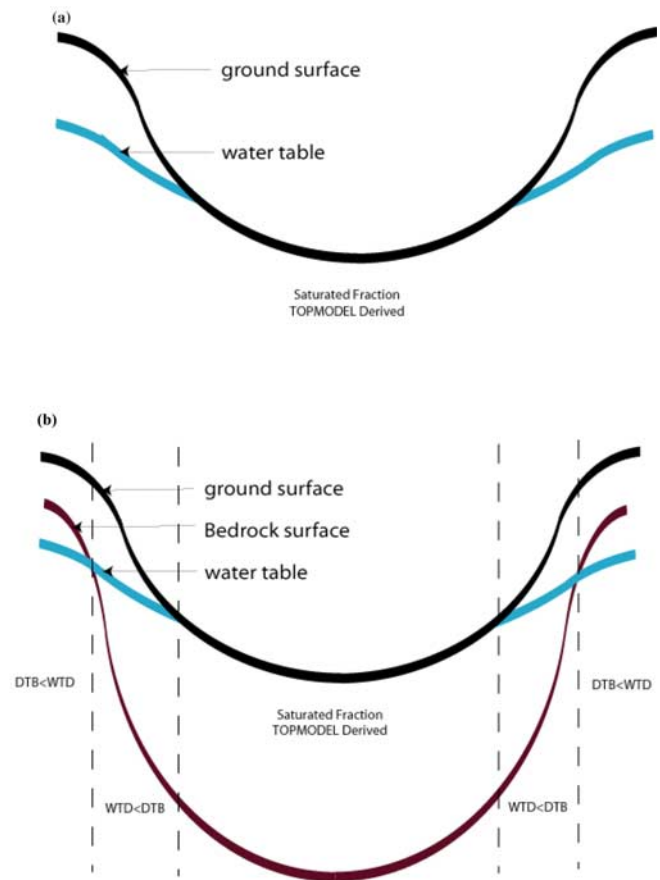 (a)
ground surface
water table
Saturated Fraction
TOPMODEL Derived
(b)
ground surface
Bedrock surface
water table
DTB<WTD
DTB<WTD
Saturated Fraction
TOPMODEL Derived
WTD<DTB
WTD<DTB